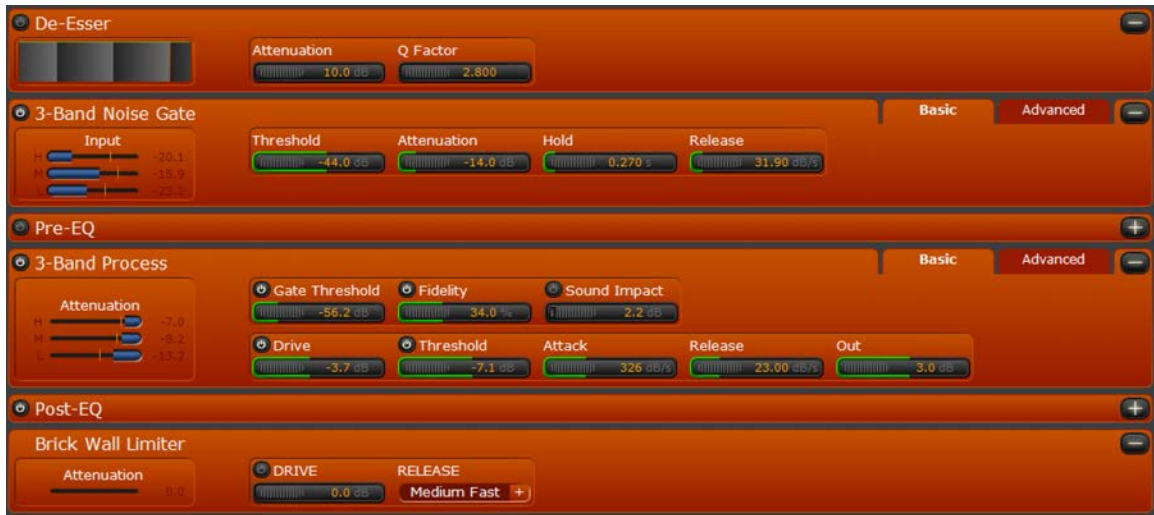 De-Esser
Attenuation Q Factor
10.0 dB 2.800
3-Band Noise Gate Basic Advanced
Input Threshold Attenuation Hold Release
H -20.1
-44.0 dB -14.0 dB 0.270 s 31.90 dB/s
M -15.9
L
Pre-EQ
3-Band Process Basic Advanced
Gate Threshold Fidelity Sound Impact
Attenuation
-56.2 dB 34.0 % 2.2 dB
H -7.0
M -8.2
Drive Threshold Attack Release Out
L -13.2
-3.7 dB -7.1 dB 326 dB/s 23.00 dB/s 3.0 dB
Post-EQ
Brick Wall Limiter
Attenuation DRIVE RELEASE
0.0 0.0 dB Medium Fast +